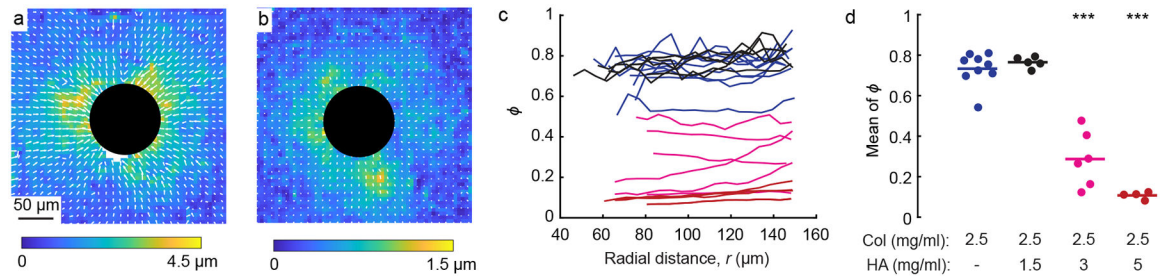 a
50 μm
0 4.5 μm
b
0 1.5 μm
c
ϕ
1
0.8
0.6
0.4
0.2
0
40 60 80 100 120 140 160
Radial distance, r (μm)
d
*** ***
Mean of ϕ
1
0.8
0.6
0.4
0.2
0
Col (mg/ml): 2.5 2.5 2.5 2.5
HA (mg/ml): - 1.5 3 5